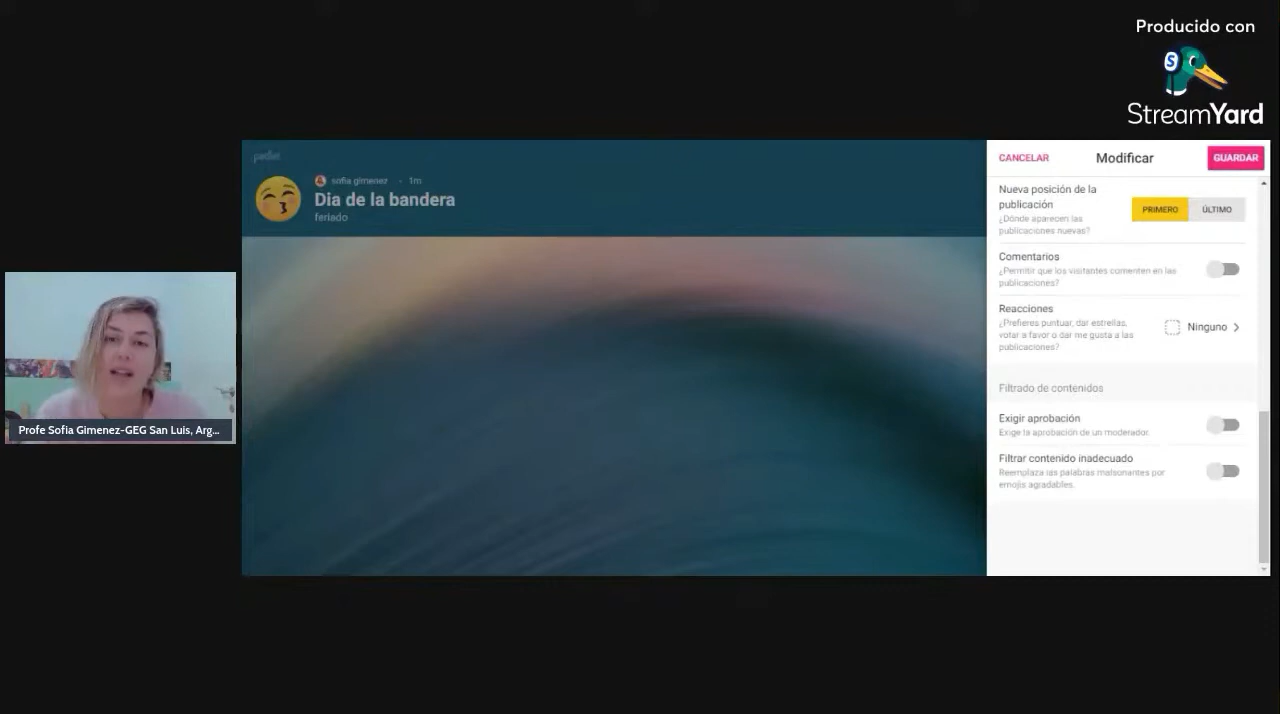 Producido con
StreamYard
padlet
sofia gimenez · 1m
Dia de la bandera
feriado
CANCELAR
Modificar
GUARDAR
Nueva posición de la
publicación
¿Dónde aparecen las
publicaciones nuevas?
PRIMERO
ÚLTIMO
Comentarios
¿Permitir que los visitantes comenten en las
publicaciones?
Reacciones
¿Prefieres puntuar, dar estrellas,
votar a favor o dar me gusta a las
publicaciones?
Ninguno
Filtrado de contenidos
Exigir aprobación
Exige la aprobación de un moderador.
Filtrar contenido inadecuado
Reemplaza las palabras malsonantes por
emojis agradables.
Profe Sofia Gimenez-GEG San Luis, Arg...